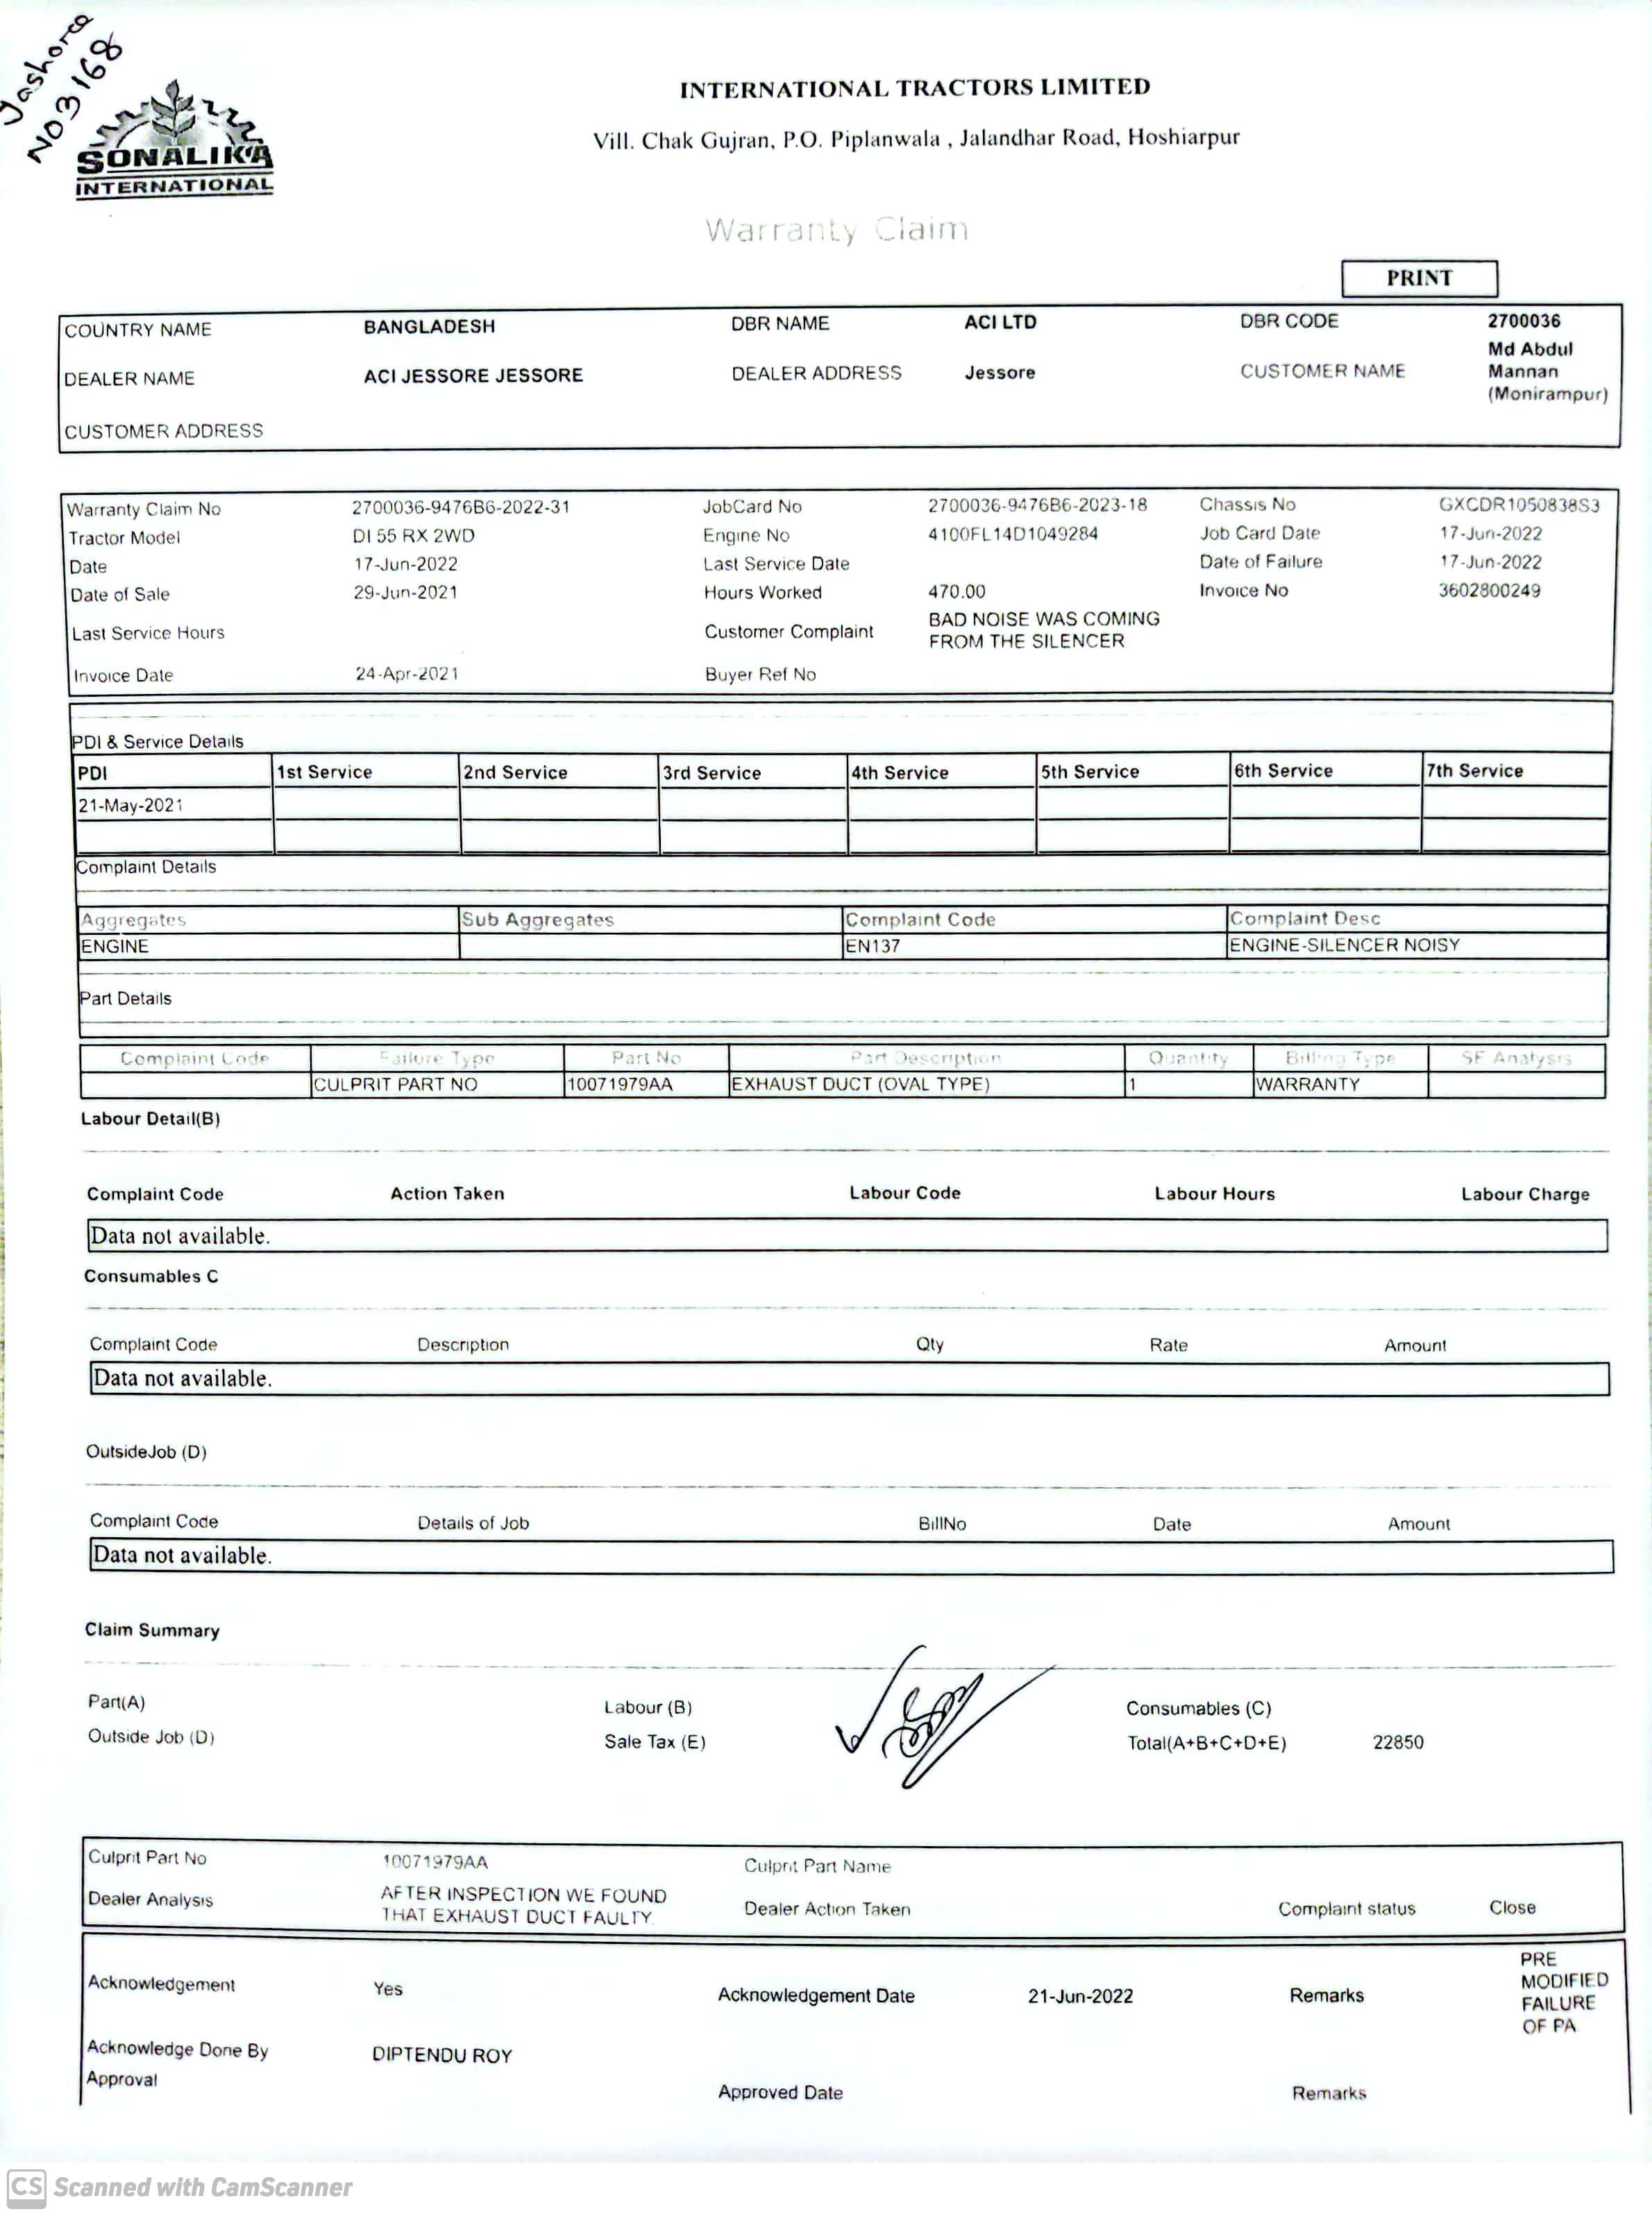 Jashore
NO3168
SONALIKA
INTERNATIONAL
INTERNATIONAL TRACTORS LIMITED
Vill. Chak Gujran, P.O. Piplanwala , Jalandhar Road, Hoshiarpur
Warranty Claim
PRINT
COUNTRY NAME BANGLADESH DBR NAME ACI LTD DBR CODE 2700036
DEALER NAME ACI JESSORE JESSORE DEALER ADDRESS Jessore CUSTOMER NAME Md Abdul
Mannan
(Monirampur)
CUSTOMER ADDRESS
Warranty Claim No 2700036-9476B6-2022-31 JobCard No 2700036-9476B6-2023-18 Chassis No GXCDR1050838S3
Tractor Model DI 55 RX 2WD Engine No 4100FL14D1049284 Job Card Date 17-Jun-2022
Date 17-Jun-2022 Last Service Date Date of Failure 17-Jun-2022
Date of Sale 29-Jun-2021 Hours Worked 470.00 Invoice No 3602800249
Last Service Hours Customer Complaint BAD NOISE WAS COMING
FROM THE SILENCER
Invoice Date 24-Apr-2021 Buyer Ref No
PDI & Service Details
PDI 1st Service 2nd Service 3rd Service 4th Service 5th Service 6th Service 7th Service
21-May-2021
Complaint Details
Aggregates Sub Aggregates Complaint Code Complaint Desc
ENGINE EN137 ENGINE-SILENCER NOISY
Part Details
Complaint Code Failure Type Part No Part Description Quantity Billing Type SE Analysis
CULPRIT PART NO 10071979AA EXHAUST DUCT (OVAL TYPE) 1 WARRANTY
Labour Detail(B)
Complaint Code Action Taken Labour Code Labour Hours Labour Charge
Data not available.
Consumables C
Complaint Code Description Qty Rate Amount
Data not available.
OutsideJob (D)
Complaint Code Details of Job BillNo Date Amount
Data not available.
Claim Summary
Part(A) Labour (B) Consumables (C)
Outside Job (D) Sale Tax (E) Total(A+B+C+D+E) 22850
Culprit Part No 10071979AA Culprit Part Name
Dealer Analysis AFTER INSPECTION WE FOUND
THAT EXHAUST DUCT FAULTY. Dealer Action Taken Complaint status Close
Acknowledgement Yes Acknowledgement Date 21-Jun-2022 Remarks PRE
MODIFIED
FAILURE
OF PA
Acknowledge Done By DIPTENDU ROY
Approval Approved Date Remarks
CS Scanned with CamScanner